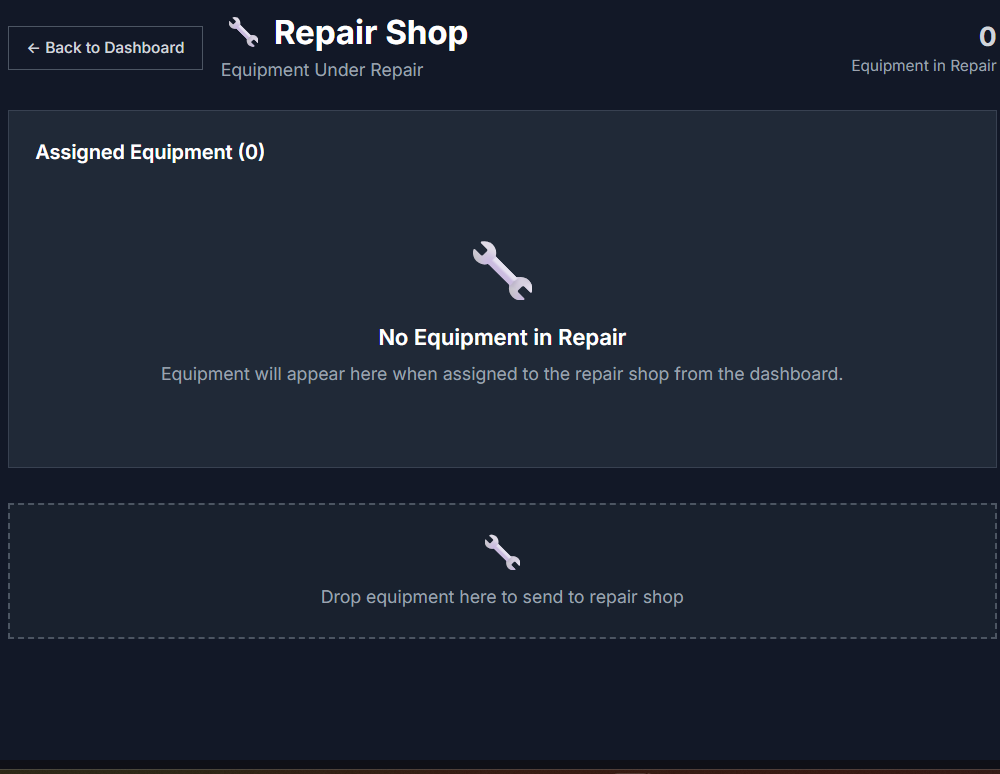 ← Back to Dashboard
Repair Shop
Equipment Under Repair
0
Equipment in Repair
Assigned Equipment (0)
No Equipment in Repair
Equipment will appear here when assigned to the repair shop from the dashboard.
Drop equipment here to send to repair shop